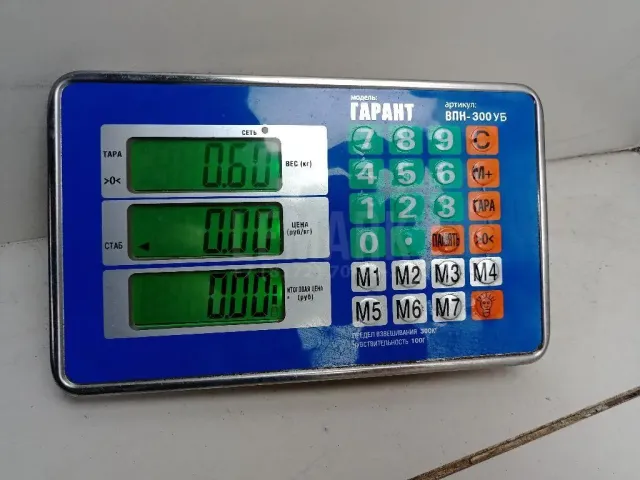 модель:
ГАРАНТ
артикул:
ВПН-300УБ
СЕТЬ
ТАРА
>0<
0.60
ВЕС (кг)
СТАБ
0.00
ЦЕНА
(руб/кг)
0.00
ИТОГОВАЯ ЦЕНА
(руб)
7 8 9 C
4 5 6 M+
1 2 3 ТАРА
0 . ПАМЯТЬ >0<
M1 M2 M3 M4
M5 M6 M7
ПРЕДЕЛ ВЗВЕШИВАНИЯ 300КГ
ЧУВСТВИТЕЛЬНОСТЬ 100Г